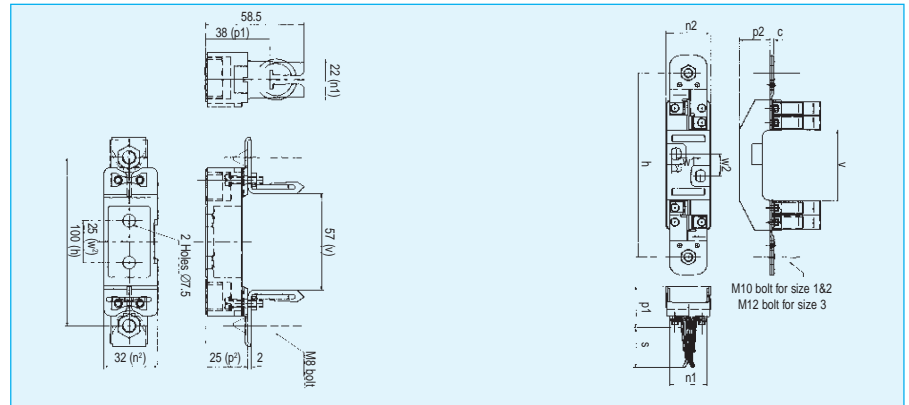 58.5
38 (p1)
22 (n1)
100 (h)
25 (w²)
2 Holes Ø7.5
57 (v)
32 (n²)
25 (p²)
2
M8 bolt
n2
p2
c
h
W
W2
v
M10 bolt for size 1&2
M12 bolt for size 3
p1
s
n1